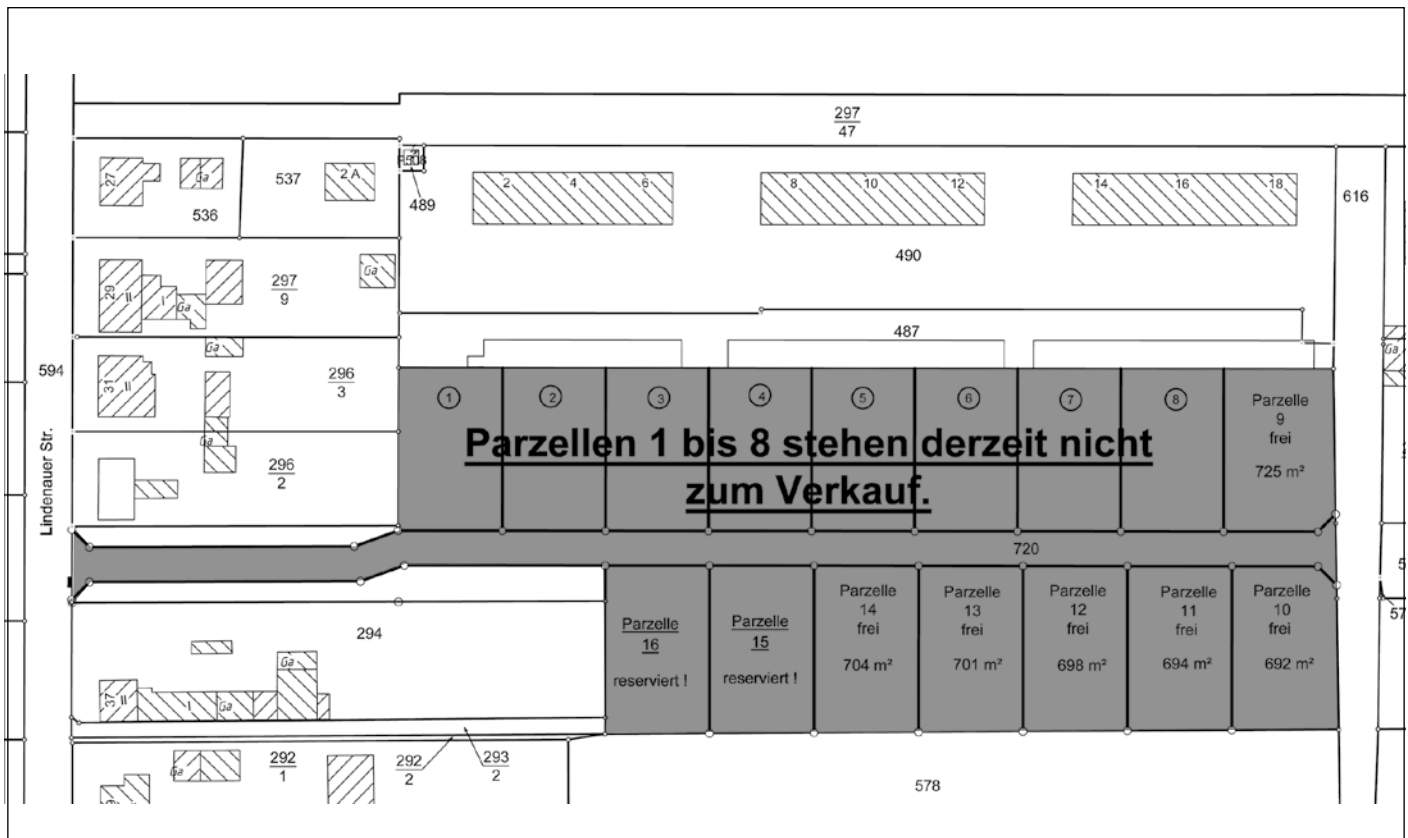 297
47
27
Ga
537
2 A
536
489
2
4
6
8
10
12
14
16
18
616
490
29
II
I
Ga
Ga
297
9
487
Ga
594
31
II
Ga
296
3
Ga
296
2
Lindenauer Str.
1
2
3
4
5
6
7
8
Parzelle
9
frei
725 m²
Parzellen 1 bis 8 stehen derzeit nicht
zum Verkauf.
720
Parzelle
16
reserviert !
Parzelle
15
reserviert !
Parzelle
14
frei
704 m²
Parzelle
13
frei
701 m²
Parzelle
12
frei
698 m²
Parzelle
11
frei
694 m²
Parzelle
10
frei
692 m²
294
Ga
37
II
I
Ga
Ga
292
1
292
2
293
2
578